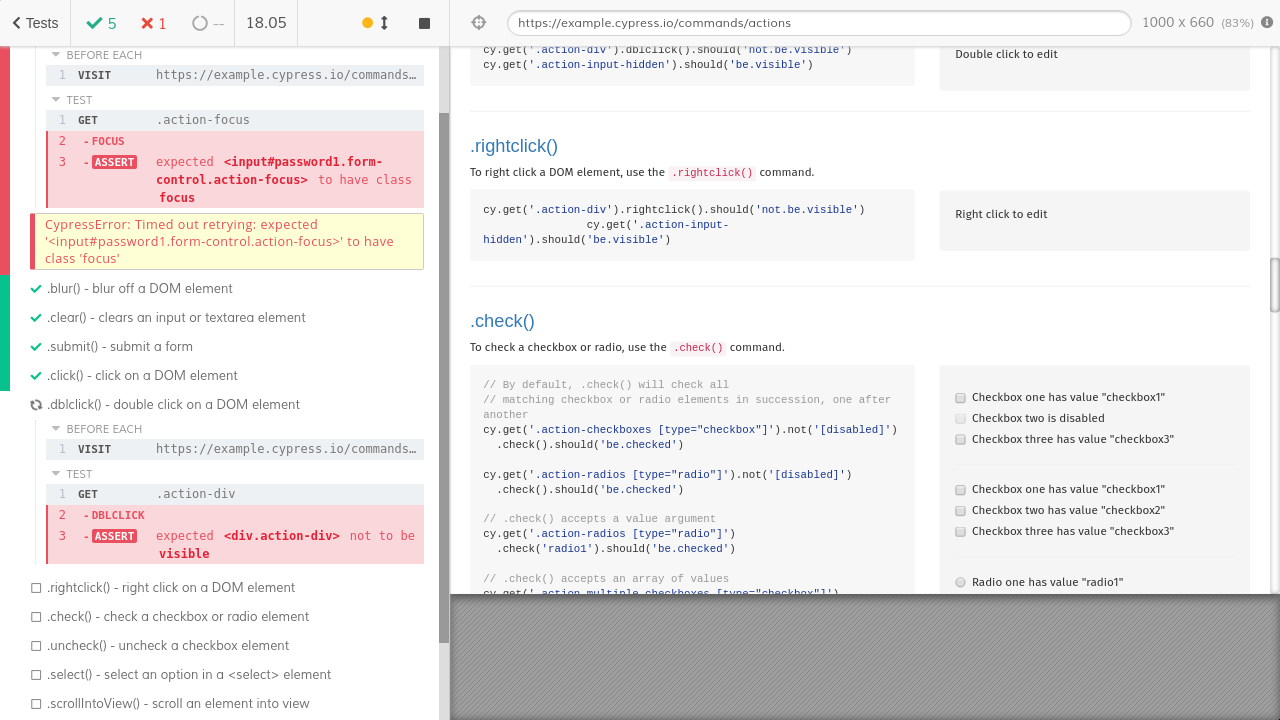 Tests
5
1
--
18.05
https://example.cypress.io/commands/actions
1000 x 660 (83%)
BEFORE EACH
1 VISIT https://example.cypress.io/commands…
TEST
1 GET .action-focus
2 - FOCUS
3 - ASSERT expected <input#password1.form-
control.action-focus> to have class
focus
CypressError: Timed out retrying: expected
'<input#password1.form-control.action-focus>' to have
class 'focus'
.blur() - blur off a DOM element
.clear() - clears an input or textarea element
.submit() - submit a form
.click() - click on a DOM element
.dblclick() - double click on a DOM element
BEFORE EACH
1 VISIT https://example.cypress.io/commands…
TEST
1 GET .action-div
2 - DBLCLICK
3 - ASSERT expected <div.action-div> not to be
visible
.rightclick() - right click on a DOM element
.check() - check a checkbox or radio element
.uncheck() - uncheck a checkbox element
.select() - select an option in a <select> element
.scrollIntoView() - scroll an element into view
cy.get('.action-div').dblclick().should('not.be.visible')
cy.get('.action-input-hidden').should('be.visible')
Double click to edit
.rightclick()
To right click a DOM element, use the .rightclick() command.
cy.get('.action-div').rightclick().should('not.be.visible')
cy.get('.action-input-
hidden').should('be.visible')
Right click to edit
.check()
To check a checkbox or radio, use the .check() command.
// By default, .check() will check all
// matching checkbox or radio elements in succession, one after
another
cy.get('.action-checkboxes [type="checkbox"]').not('[disabled]')
.check().should('be.checked')
cy.get('.action-radios [type="radio"]').not('[disabled]')
.check().should('be.checked')
// .check() accepts a value argument
cy.get('.action-radios [type="radio"]')
.check('radio1').should('be.checked')
// .check() accepts an array of values
cy.get('.action-multiple-checkboxes [type="checkbox"]')
Checkbox one has value "checkbox1"
Checkbox two is disabled
Checkbox three has value "checkbox3"
Checkbox one has value "checkbox1"
Checkbox two has value "checkbox2"
Checkbox three has value "checkbox3"
Radio one has value "radio1"